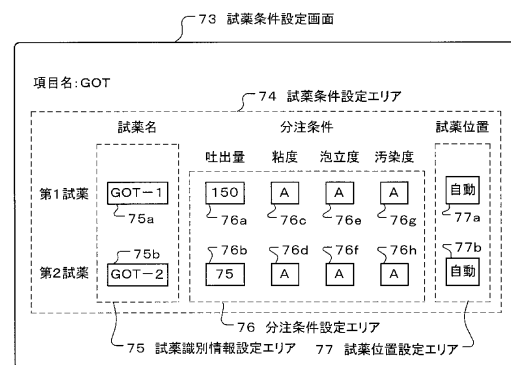 73 試薬条件設定画面
項目名:GOT
74 試薬条件設定エリア
試薬名 分注条件 試薬位置
吐出量 粘度 泡立度 汚染度
第1試薬 GOT-1 150 A A A 自動
75a 76a 76c 76e 76g 77a
75b 76b 76d 76f 76h 77b
第2試薬 GOT-2 75 A A A 自動
76 分注条件設定エリア
75 試薬識別情報設定エリア 77 試薬位置設定エリア